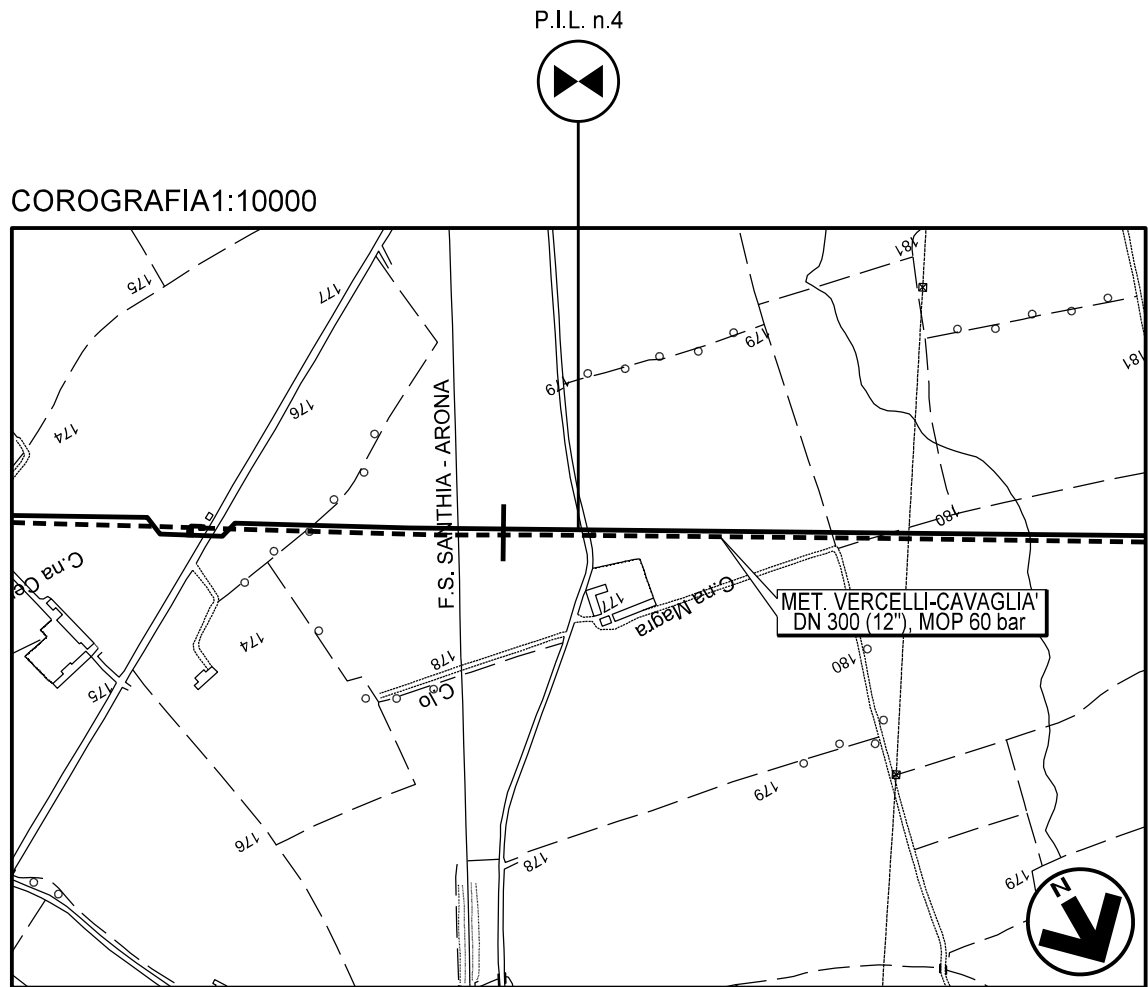 P.I.L. n.4
COROGRAFIA1:10000
175
177
181
179
181
176
179
174
F.S. SANTHIA - ARONA
180
C.na Ce
C.na Magra
177
MET. VERCELLI-CAVAGLIA'
DN 300 (12"), MOP 60 bar
174
178
180
175
C.lo
179
176
178
179
N